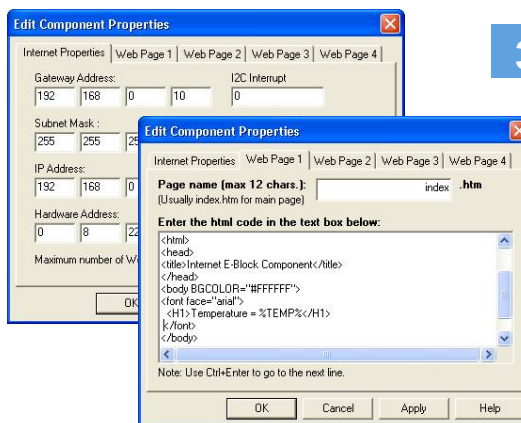 Edit Component Properties
Internet Properties Web Page 1 Web Page 2 Web Page 3 Web Page 4
Gateway Address: I2C Interrupt
192 168 0 10 0
Subnet Mask :
255 255
IP Address:
192 168 0
Hardware Address:
0 8
Maximum number of
OK
3
Edit Component Properties
Internet Properties Web Page 1 Web Page 2 Web Page 3 Web Page 4
Page name (max 12 chars.): index .htm
(Usually index.htm for main page)
Enter the html code in the text box below:
<html>
<head>
<title>Internet E-Block Component</title>
</head>
<body BGCOLOR="#FFFFFF">
<font face="arial">
<H1>Temperature = %TEMP%</H1>
</font>
</body>
Note: Use Ctrl+Enter to go to the next line.
OK Cancel Apply Help